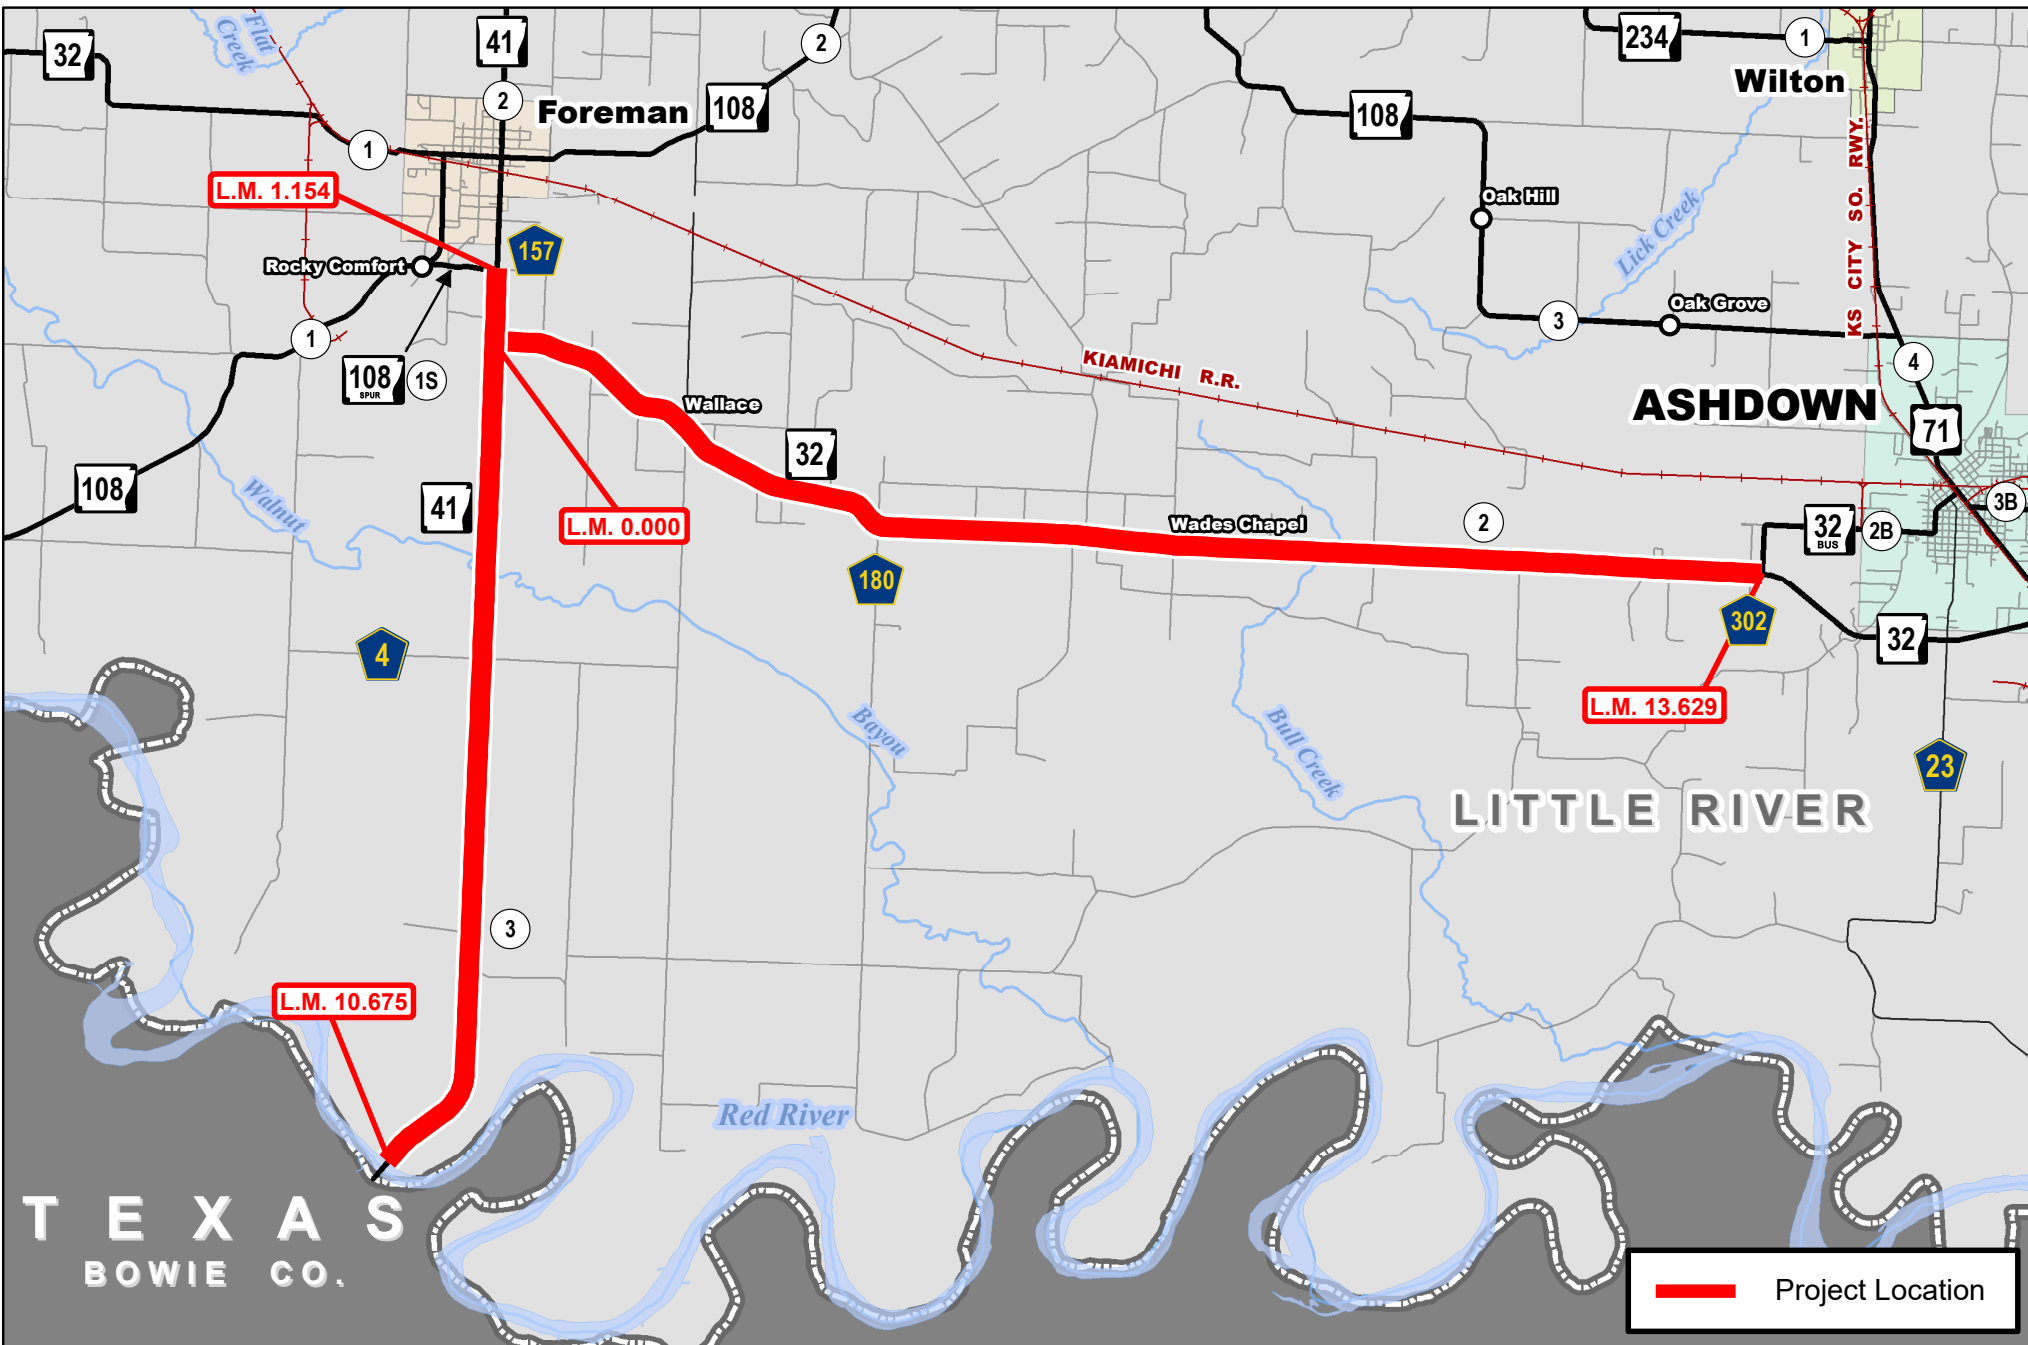 32
Flat
Creek
41
2
2
Foreman
108
108
234
1
Wilton
1
L.M. 1.154
157
Rocky Comfort
1
108
SPUR
1S
Oak Hill
Lick Creek
KS CITY SO. RWY.
3
Oak Grove
4
KIAMICHI R.R.
ASHDOWN
71
Wallace
32
108
Walnut
41
L.M. 0.000
Wades Chapel
2
32
BUS
2B
3B
180
302
32
4
L.M. 13.629
Bayou
Bull Creek
23
LITTLE RIVER
3
L.M. 10.675
Red River
TEXAS
BOWIE CO.
Project Location